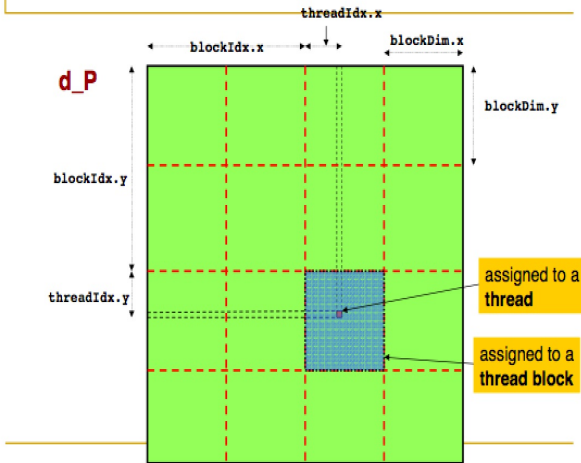 threadIdx.x
blockIdx.x
blockDim.x
d_P
blockDim.y
blockIdx.y
threadIdx.y
assigned to a
thread
assigned to a
thread block